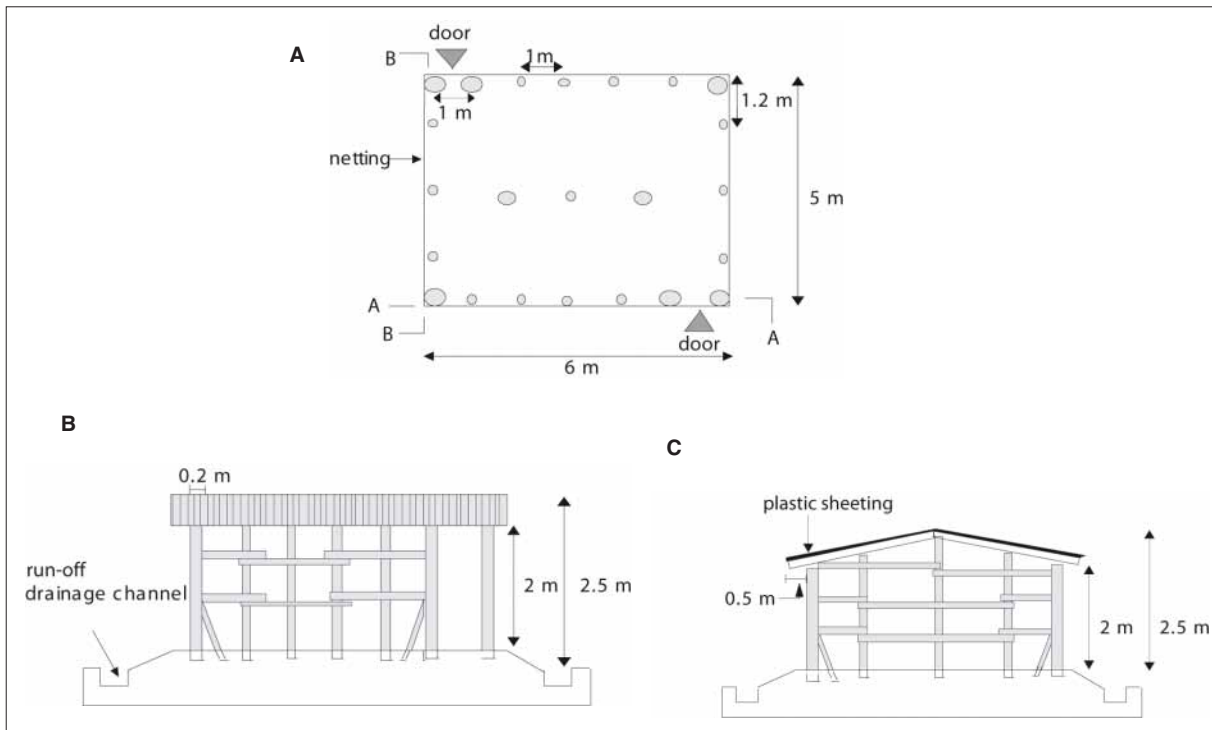 A
B
door
1m
1 m
1.2 m
netting
5 m
A
B
door
A
6 m
B
0.2 m
run-off
drainage channel
2 m
2.5 m
C
plastic sheeting
0.5 m
2 m
2.5 m